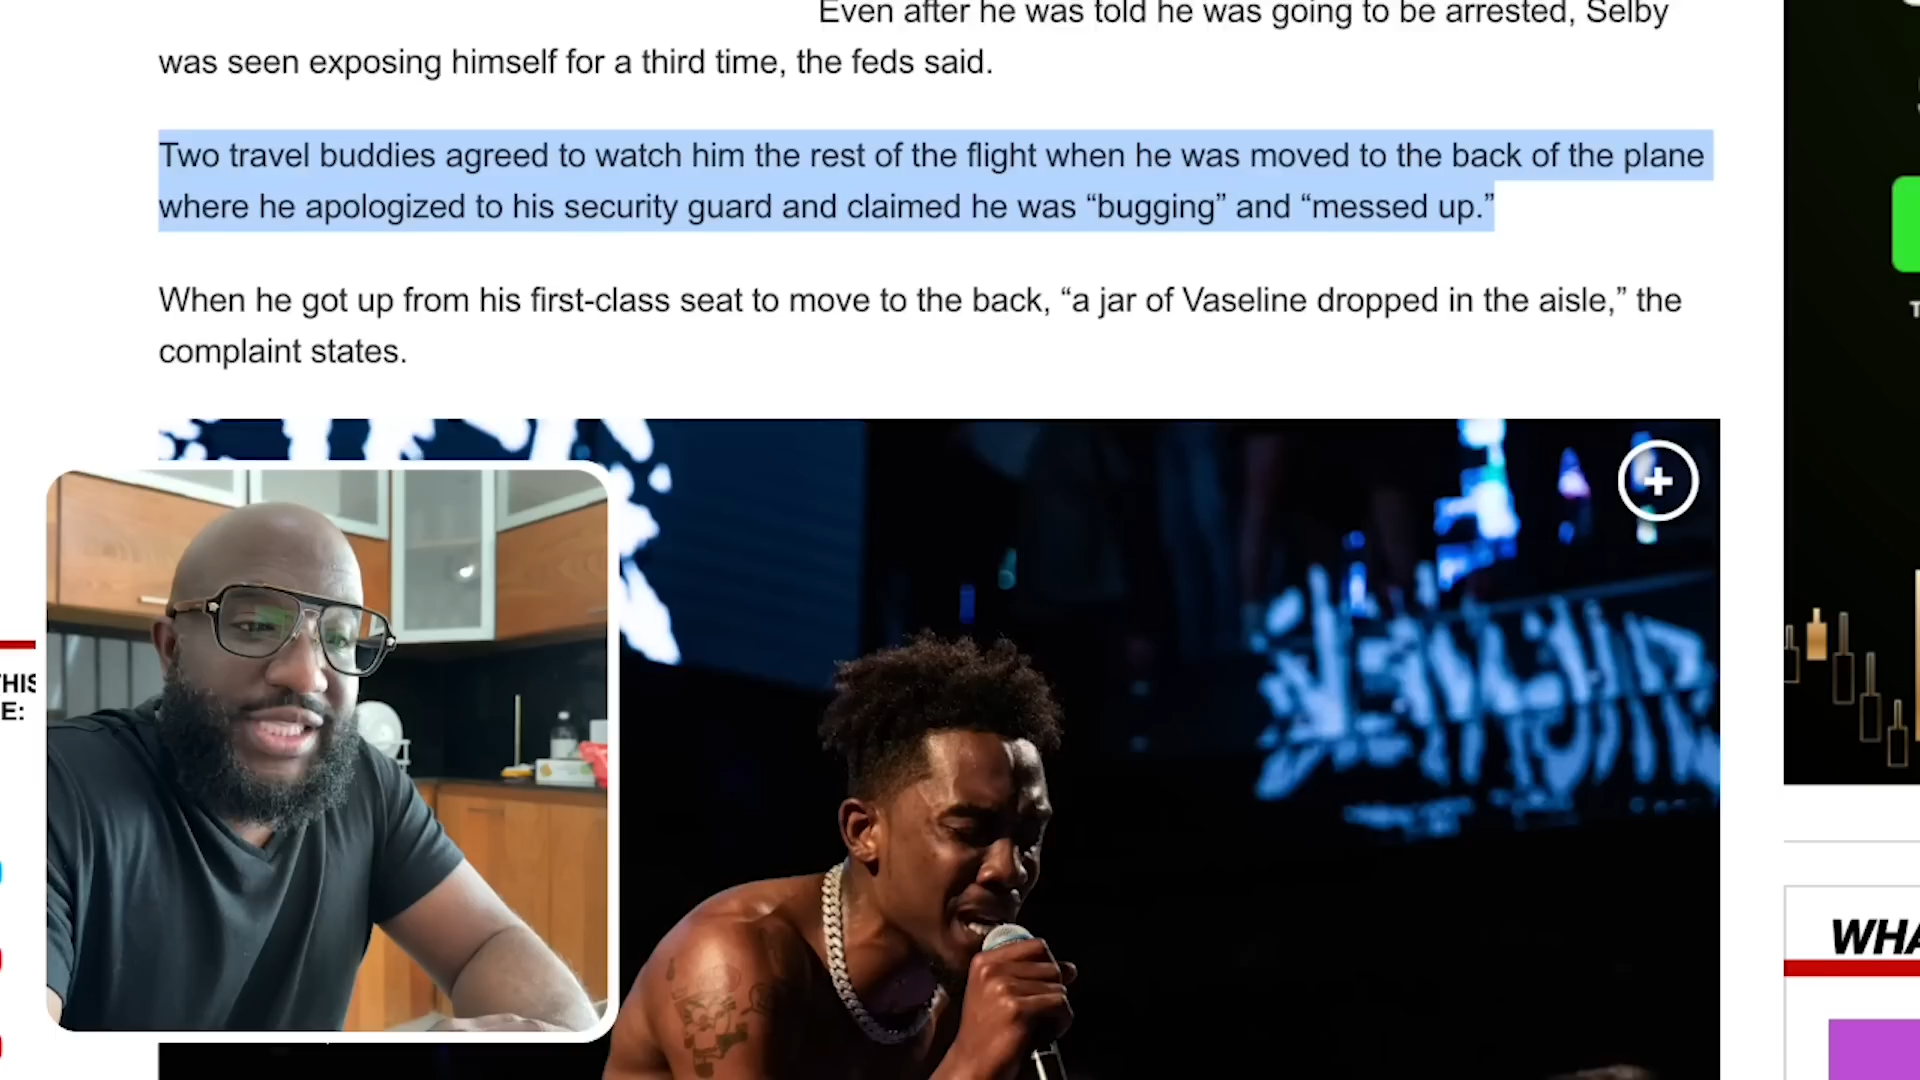 Even after he was told he was going to be arrested, Selby
was seen exposing himself for a third time, the feds said.
Two travel buddies agreed to watch him the rest of the flight when he was moved to the back of the plane
where he apologized to his security guard and claimed he was “bugging” and “messed up.”
When he got up from his first-class seat to move to the back, “a jar of Vaseline dropped in the aisle,” the
complaint states.
THIS
E:
WHA